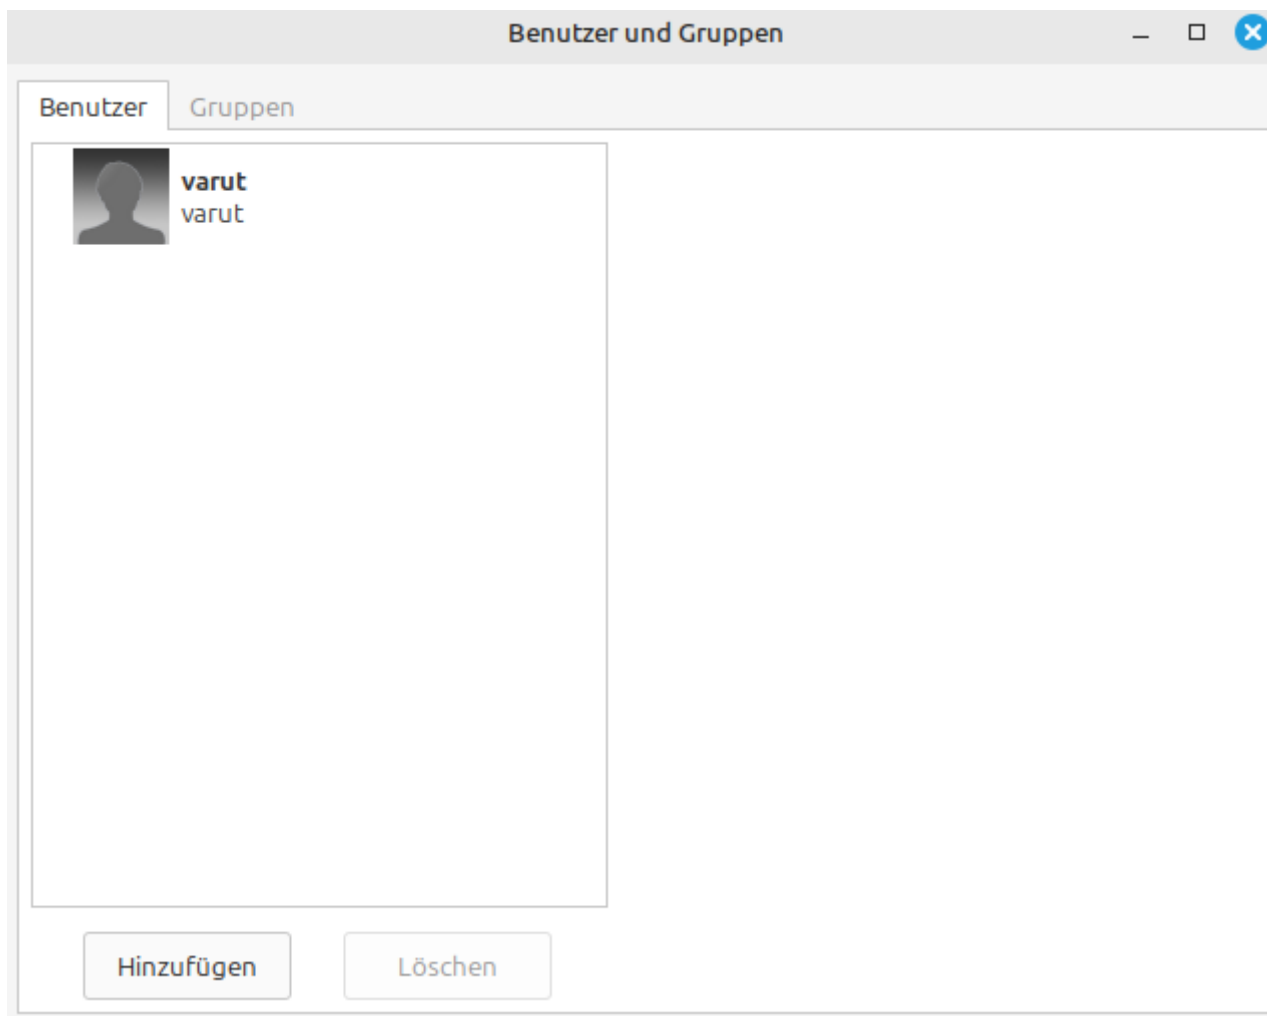 Benutzer und Gruppen
Benutzer Gruppen
varut
varut
Hinzufügen Löschen